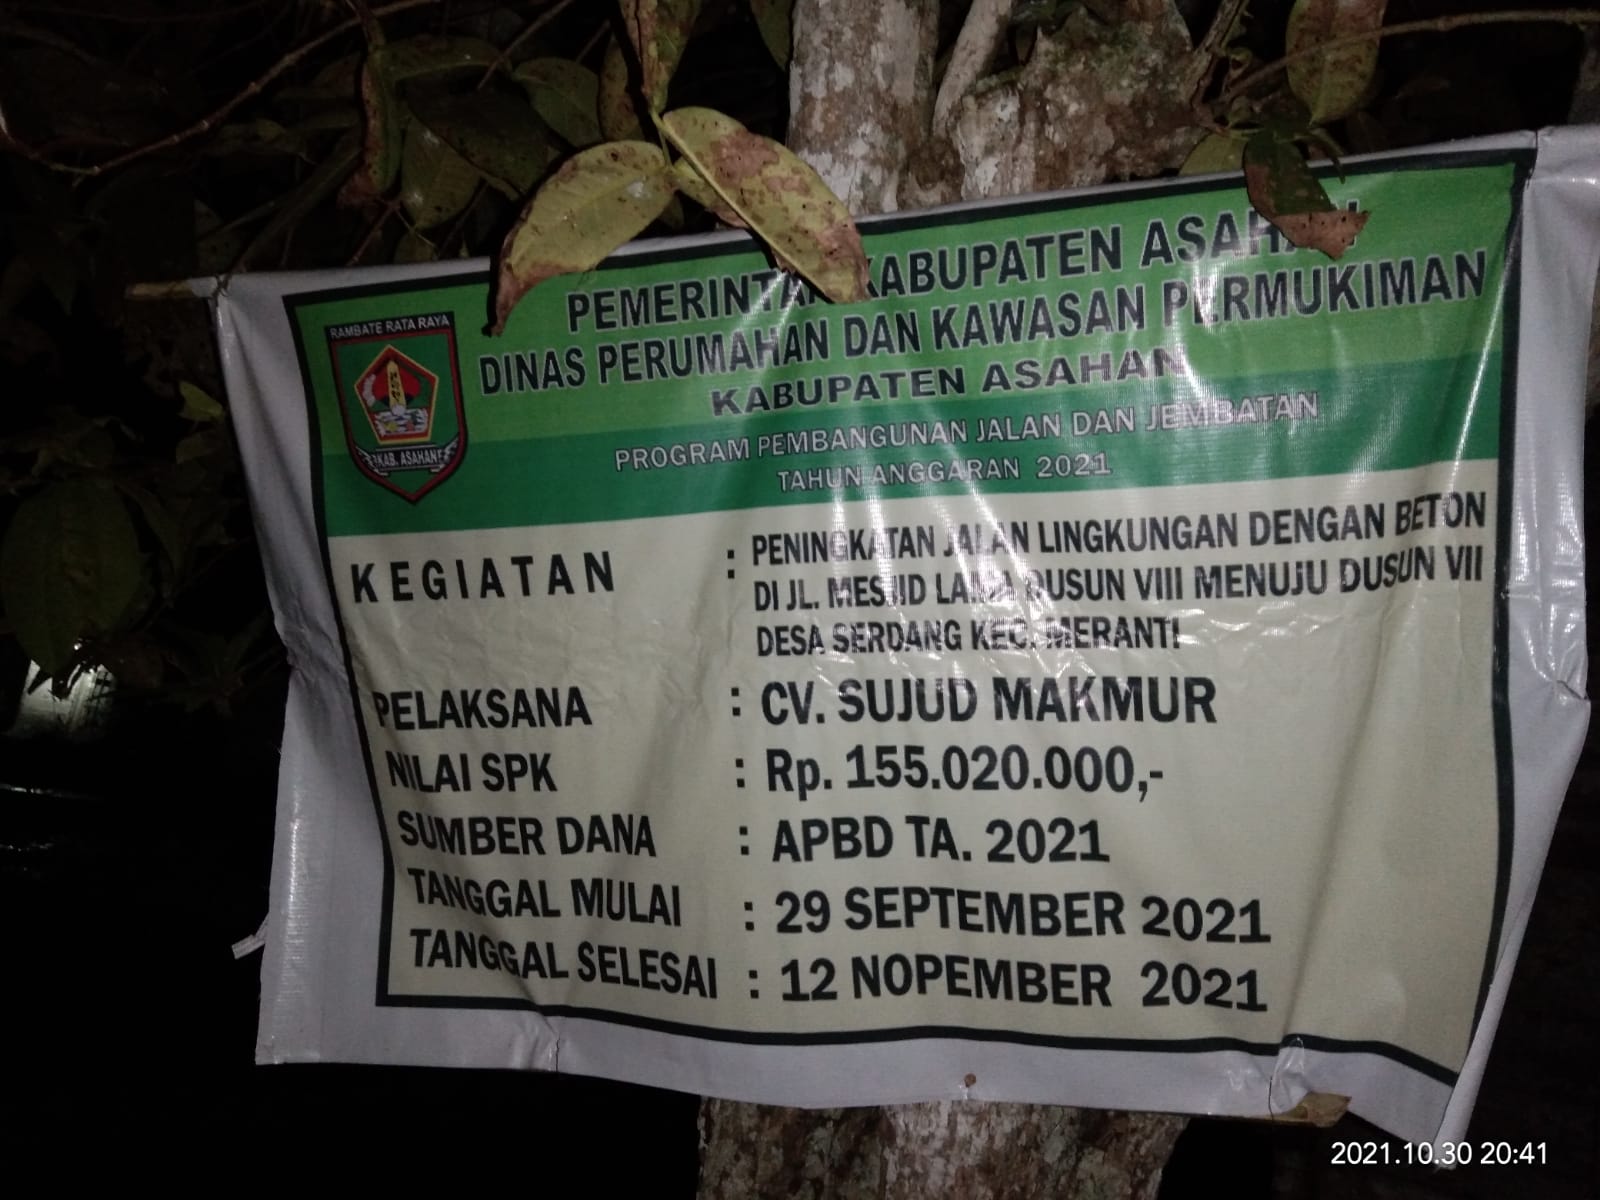 PEMERINTAH KABUPATEN ASAHAN
DINAS PERUMAHAN DAN KAWASAN PERMUKIMAN
KABUPATEN ASAHAN
PROGRAM PEMBANGUNAN JALAN DAN JEMBATAN
TAHUN ANGGARAN 2021
RAMBATE RATA RAYA
KAB. ASAHAN
KEGIATAN : PENINGKATAN JALAN LINGKUNGAN DENGAN BETON
DI JL. MESJID LAMA DUSUN VIII MENUJU DUSUN VII
DESA SERDANG KEC. MERANTI
PELAKSANA : CV. SUJUD MAKMUR
NILAI SPK : Rp. 155.020.000,-
SUMBER DANA : APBD TA. 2021
TANGGAL MULAI : 29 SEPTEMBER 2021
TANGGAL SELESAI : 12 NOPEMBER 2021
2021.10.30 20:41